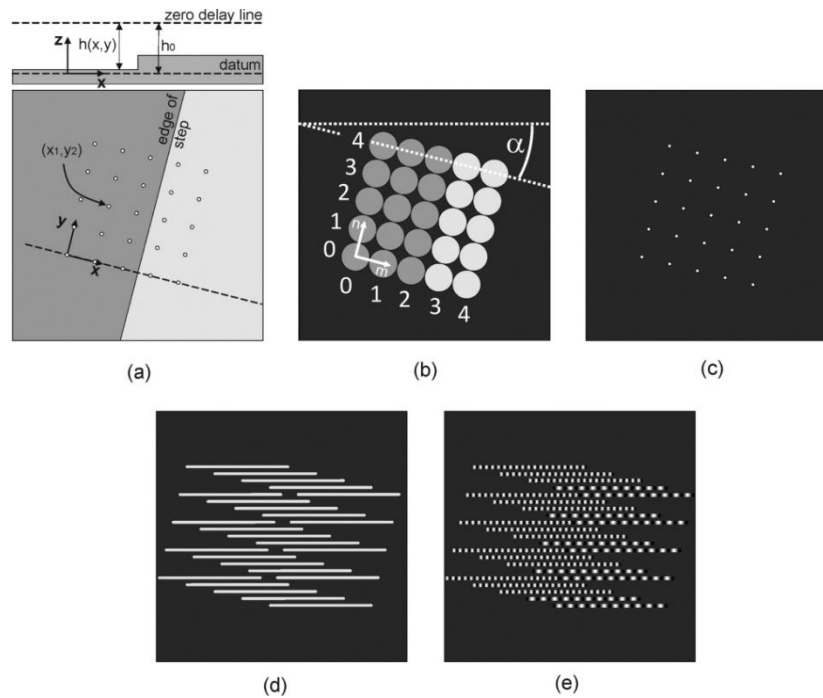 zero delay line
z
h(x,y)
h₀
datum
x
edge of
step
(x₁,y₂)
y
x
(a)
α
4
3
2
1
0
n
m
0 1 2 3 4
(b)
(c)
(d)
(e)